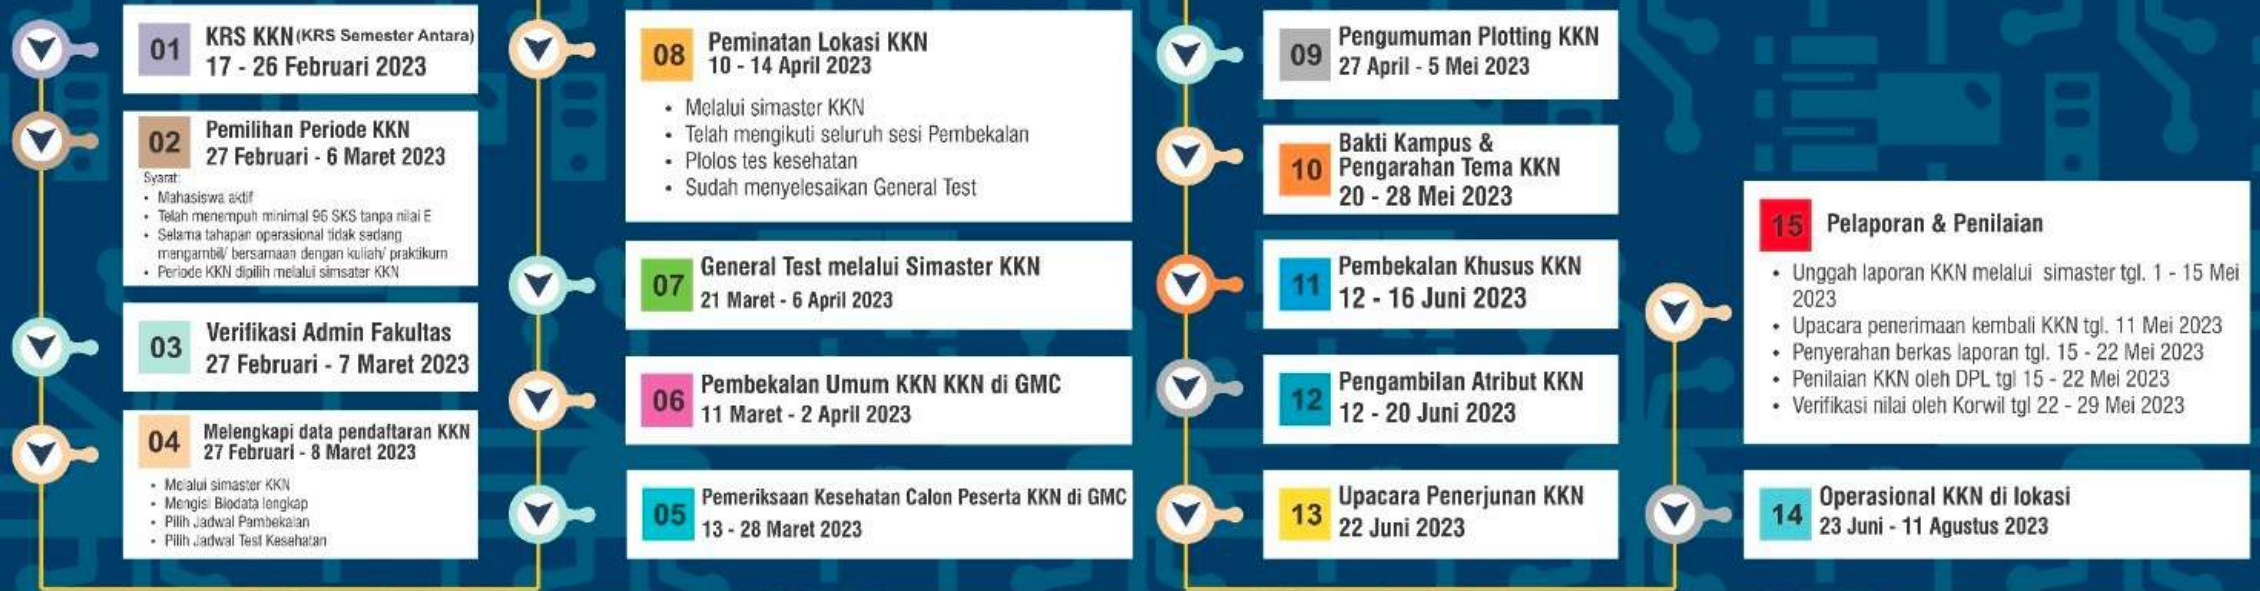 01
KRS KKN(KRS Semester Antara)
17 - 26 Februari 2023
02
Pemilihan Periode KKN
27 Februari - 6 Maret 2023
Syarat:
• Mahasiswa aktif
• Telah menempuh minimal 96 SKS tanpa nilai E
• Selama tahapan operasional tidak sedang
mengambil/ bersamaan dengan kuliah/ praktikum
• Periode KKN dipilih melalui simsater KKN
03
Verifikasi Admin Fakultas
27 Februari - 7 Maret 2023
04
Melengkapi data pendaftaran KKN
27 Februari - 8 Maret 2023
• Melalui simaster KKN
• Mengisi Biodata lengkap
• Pilih Jadwal Pembekalan
• Pilih Jadwal Test Kesehatan
05
Pemeriksaan Kesehatan Calon Peserta KKN di GMC
13 - 28 Maret 2023
06
Pembekalan Umum KKN KKN di GMC
11 Maret - 2 April 2023
07
General Test melalui Simaster KKN
21 Maret - 6 April 2023
08
Peminatan Lokasi KKN
10 - 14 April 2023
• Melalui simaster KKN
• Telah mengikuti seluruh sesi Pembekalan
• Plolos tes kesehatan
• Sudah menyelesaikan General Test
09
Pengumuman Plotting KKN
27 April - 5 Mei 2023
10
Bakti Kampus &
Pengarahan Tema KKN
20 - 28 Mei 2023
11
Pembekalan Khusus KKN
12 - 16 Juni 2023
12
Pengambilan Atribut KKN
12 - 20 Juni 2023
13
Upacara Penerjunan KKN
22 Juni 2023
14
Operasional KKN di lokasi
23 Juni - 11 Agustus 2023
15
Pelaporan & Penilaian
• Unggah laporan KKN melalui simaster tgl. 1 - 15 Mei
2023
• Upacara penerimaan kembali KKN tgl. 11 Mei 2023
• Penyerahan berkas laporan tgl. 15 - 22 Mei 2023
• Penilaian KKN oleh DPL tgl 15 - 22 Mei 2023
• Verifikasi nilai oleh Korwil tgl 22 - 29 Mei 2023